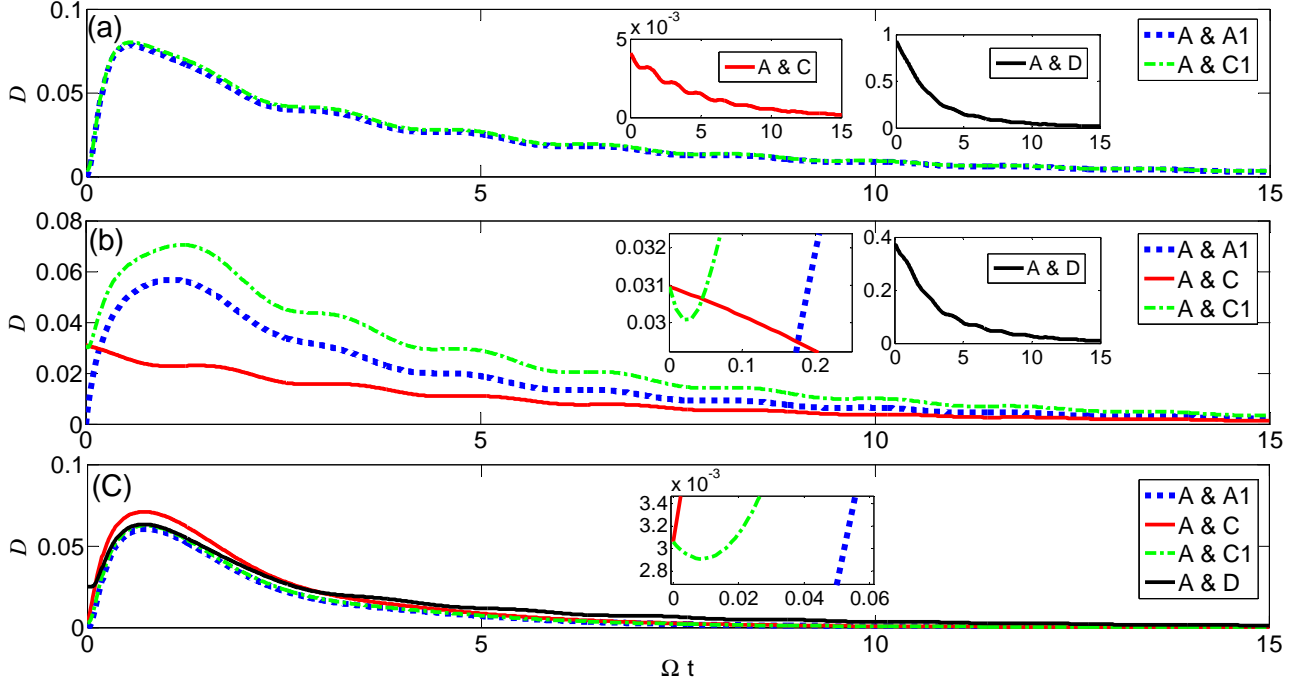 (a)
D
0.1
0.05
0
0
5
10
15
x 10⁻³
5
0
0
5
10
15
A & C
1
0.5
0
0
5
10
15
A & D
A & A1
A & C1
(b)
D
0.08
0.06
0.04
0.02
0
0
5
10
15
0.032
0.031
0.03
0
0.1
0.2
0.4
0.2
0
0
5
10
15
A & D
A & A1
A & C
A & C1
(C)
D
0.1
0.05
0
0
5
10
15
x 10⁻³
3.4
3.2
3
2.8
0
0.02
0.04
0.06
A & A1
A & C
A & C1
A & D
Ω t